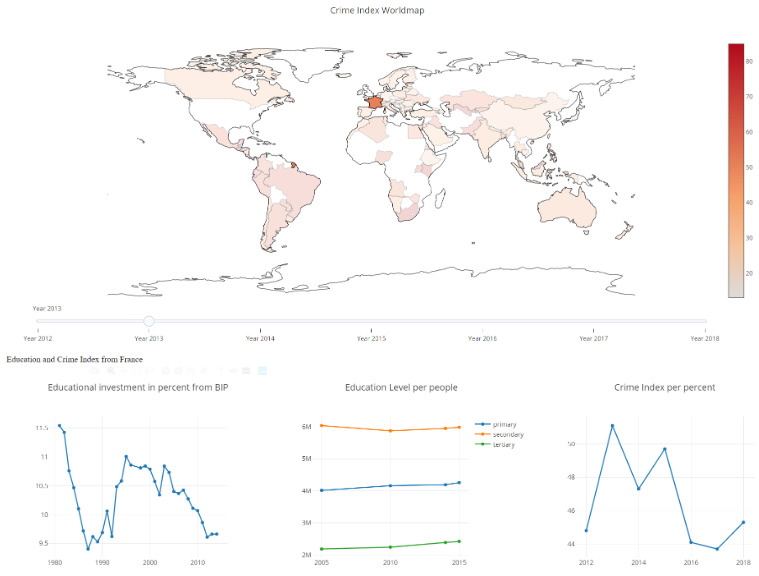 Crime Index Worldmap
80
70
60
50
40
30
20
Year 2013
Year 2012 Year 2013 Year 2014 Year 2015 Year 2016 Year 2017 Year 2018
Education and Crime Index from France
Educational investment in percent from BIP
11.5
11
10.5
10
9.5
1980 1990 2000 2010
Education Level per people
6M
5M
4M
3M
2M
2005 2010 2015
primary
secondary
tertiary
Crime Index per percent
50
48
46
44
2012 2014 2016 2018